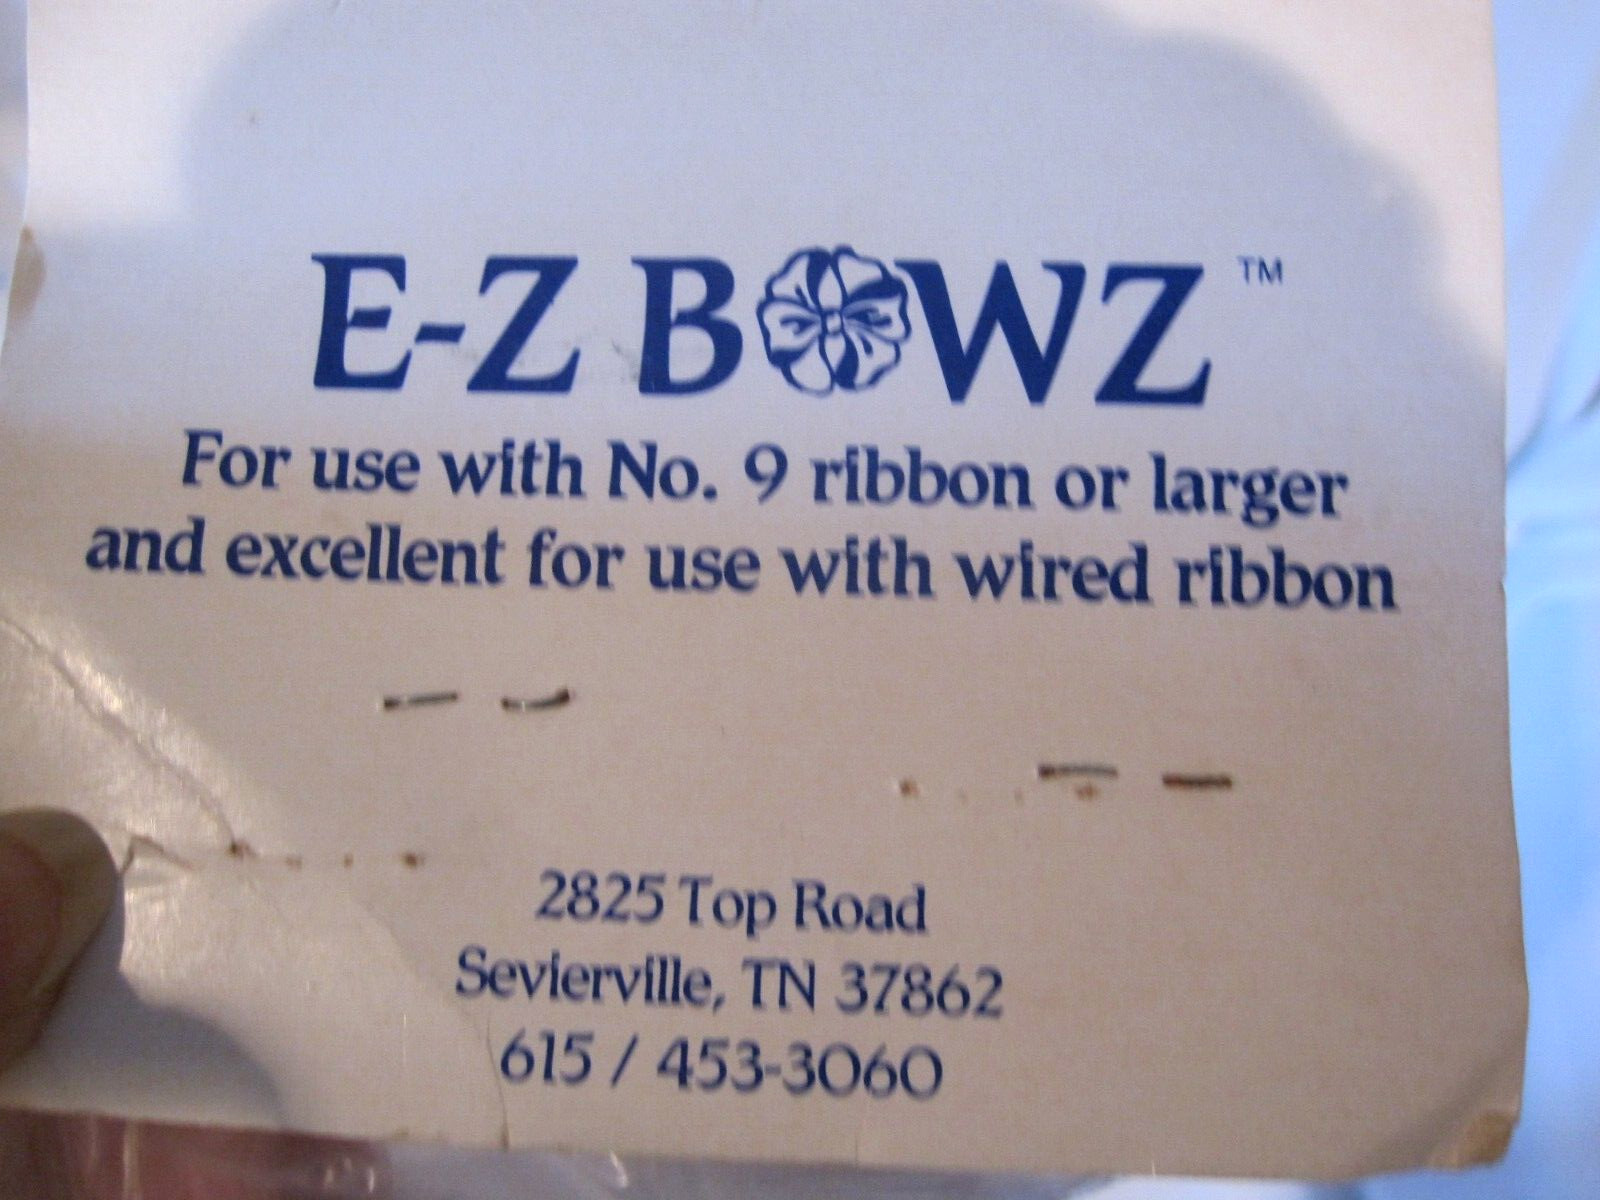 E-Z BOWZ™
For use with No. 9 ribbon or larger
and excellent for use with wired ribbon
2825 Top Road
Sevierville, TN 37862
615 / 453-3060